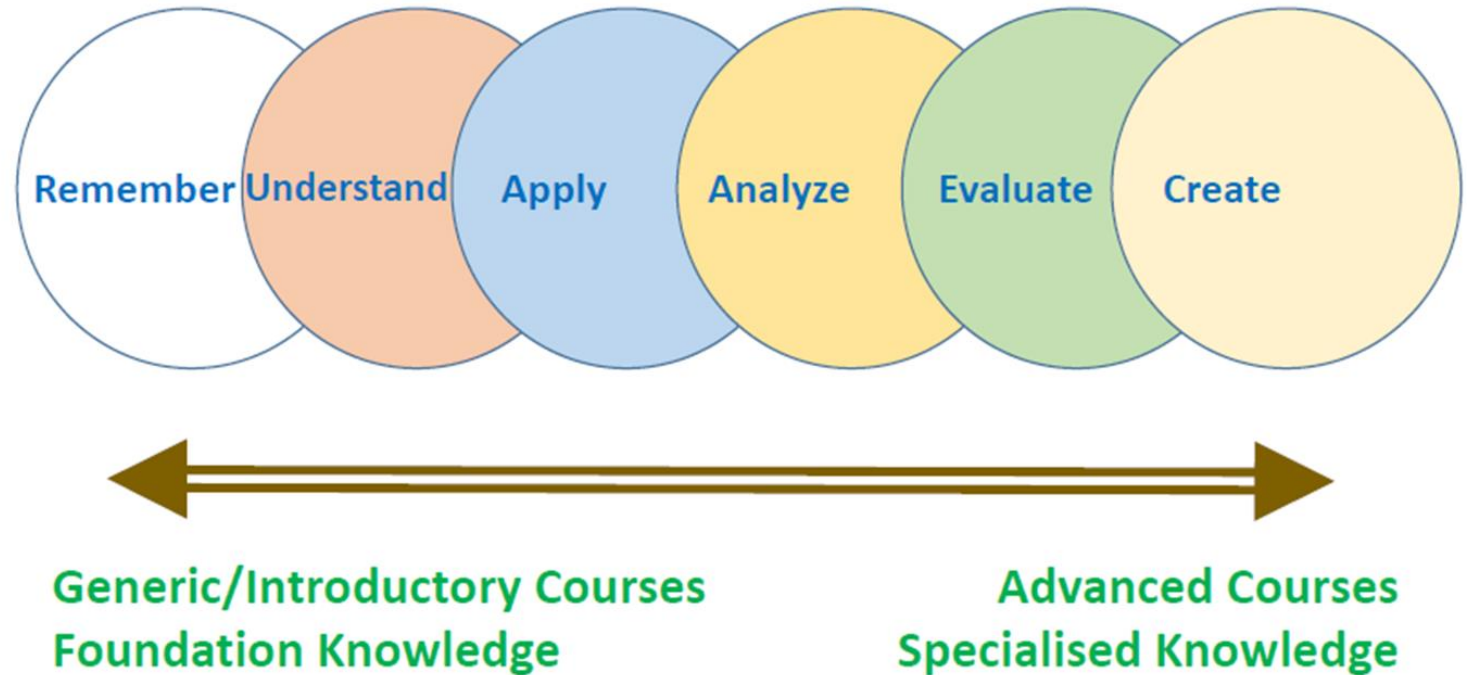 Remember Understand Apply Analyze Evaluate Create
Generic/Introductory Courses
Foundation Knowledge
Advanced Courses
Specialised Knowledge